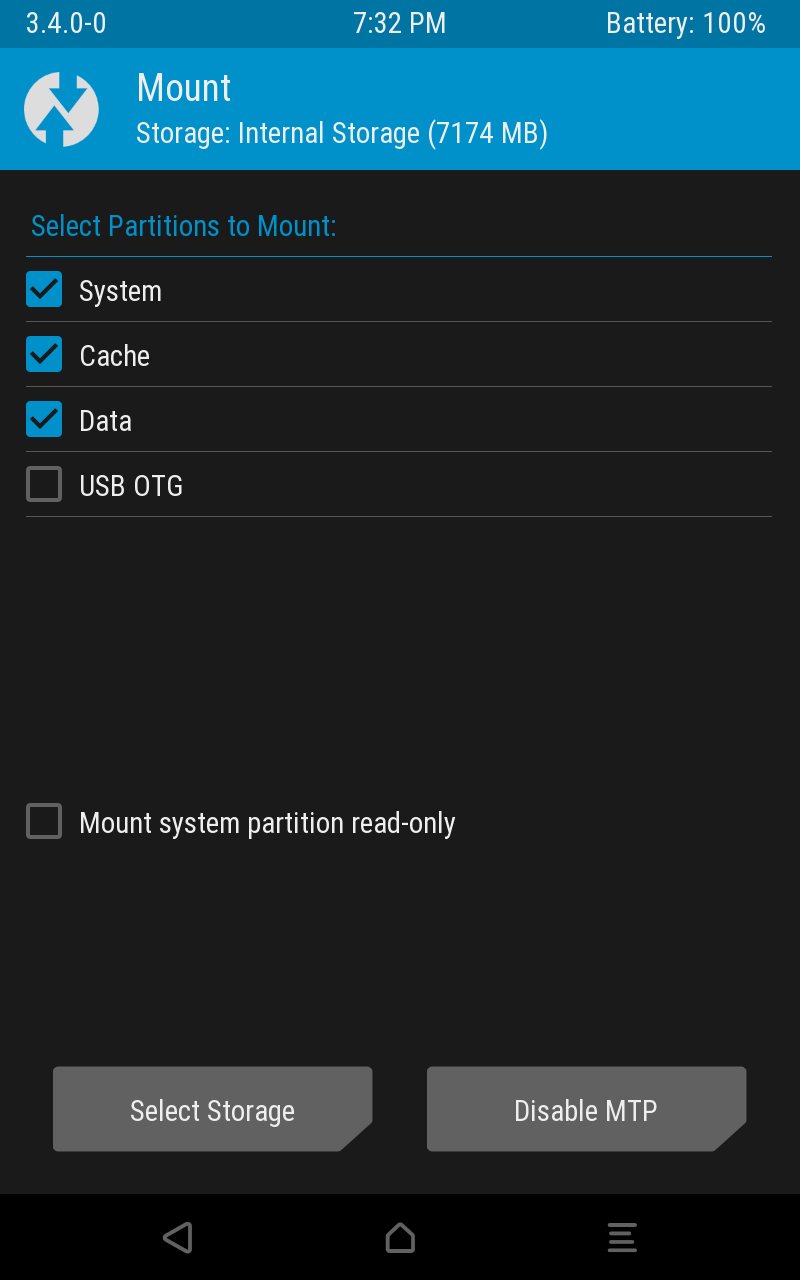 3.4.0-0 7:32 PM Battery: 100%
Mount
Storage: Internal Storage (7174 MB)
Select Partitions to Mount:
System
Cache
Data
USB OTG
Mount system partition read-only
Select Storage Disable MTP